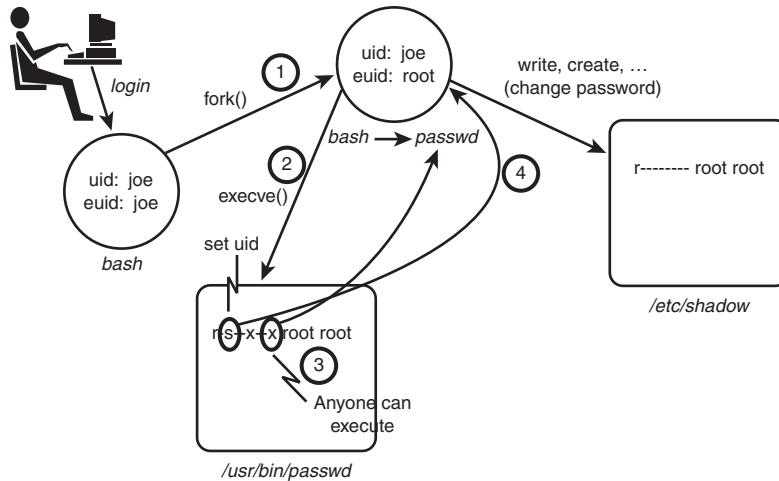 login
1
fork()
uid: joe
euid: root
bash
passwd
write, create, …
(change password)
uid: joe
euid: joe
bash
2
execve()
4
r-------- root root
/etc/shadow
set uid
r-s--x--x root root
3
Anyone can
execute
/usr/bin/passwd